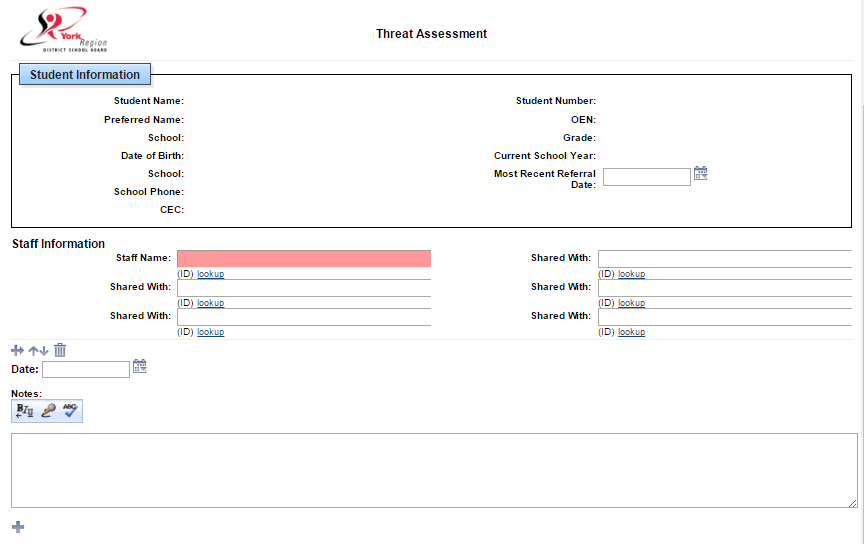 York
Region
DISTRICT SCHOOL BOARD
Threat Assessment
Student Information
Student Name:
Student Number:
Preferred Name:
OEN:
School:
Grade:
Date of Birth:
Current School Year:
School:
Most Recent Referral
Date:
School Phone:
CEC:
Staff Information
Staff Name:
Shared With:
(ID) lookup
(ID) lookup
Shared With:
Shared With:
(ID) lookup
(ID) lookup
Shared With:
Shared With:
(ID) lookup
(ID) lookup
Date:
Notes:
BIU
ABC